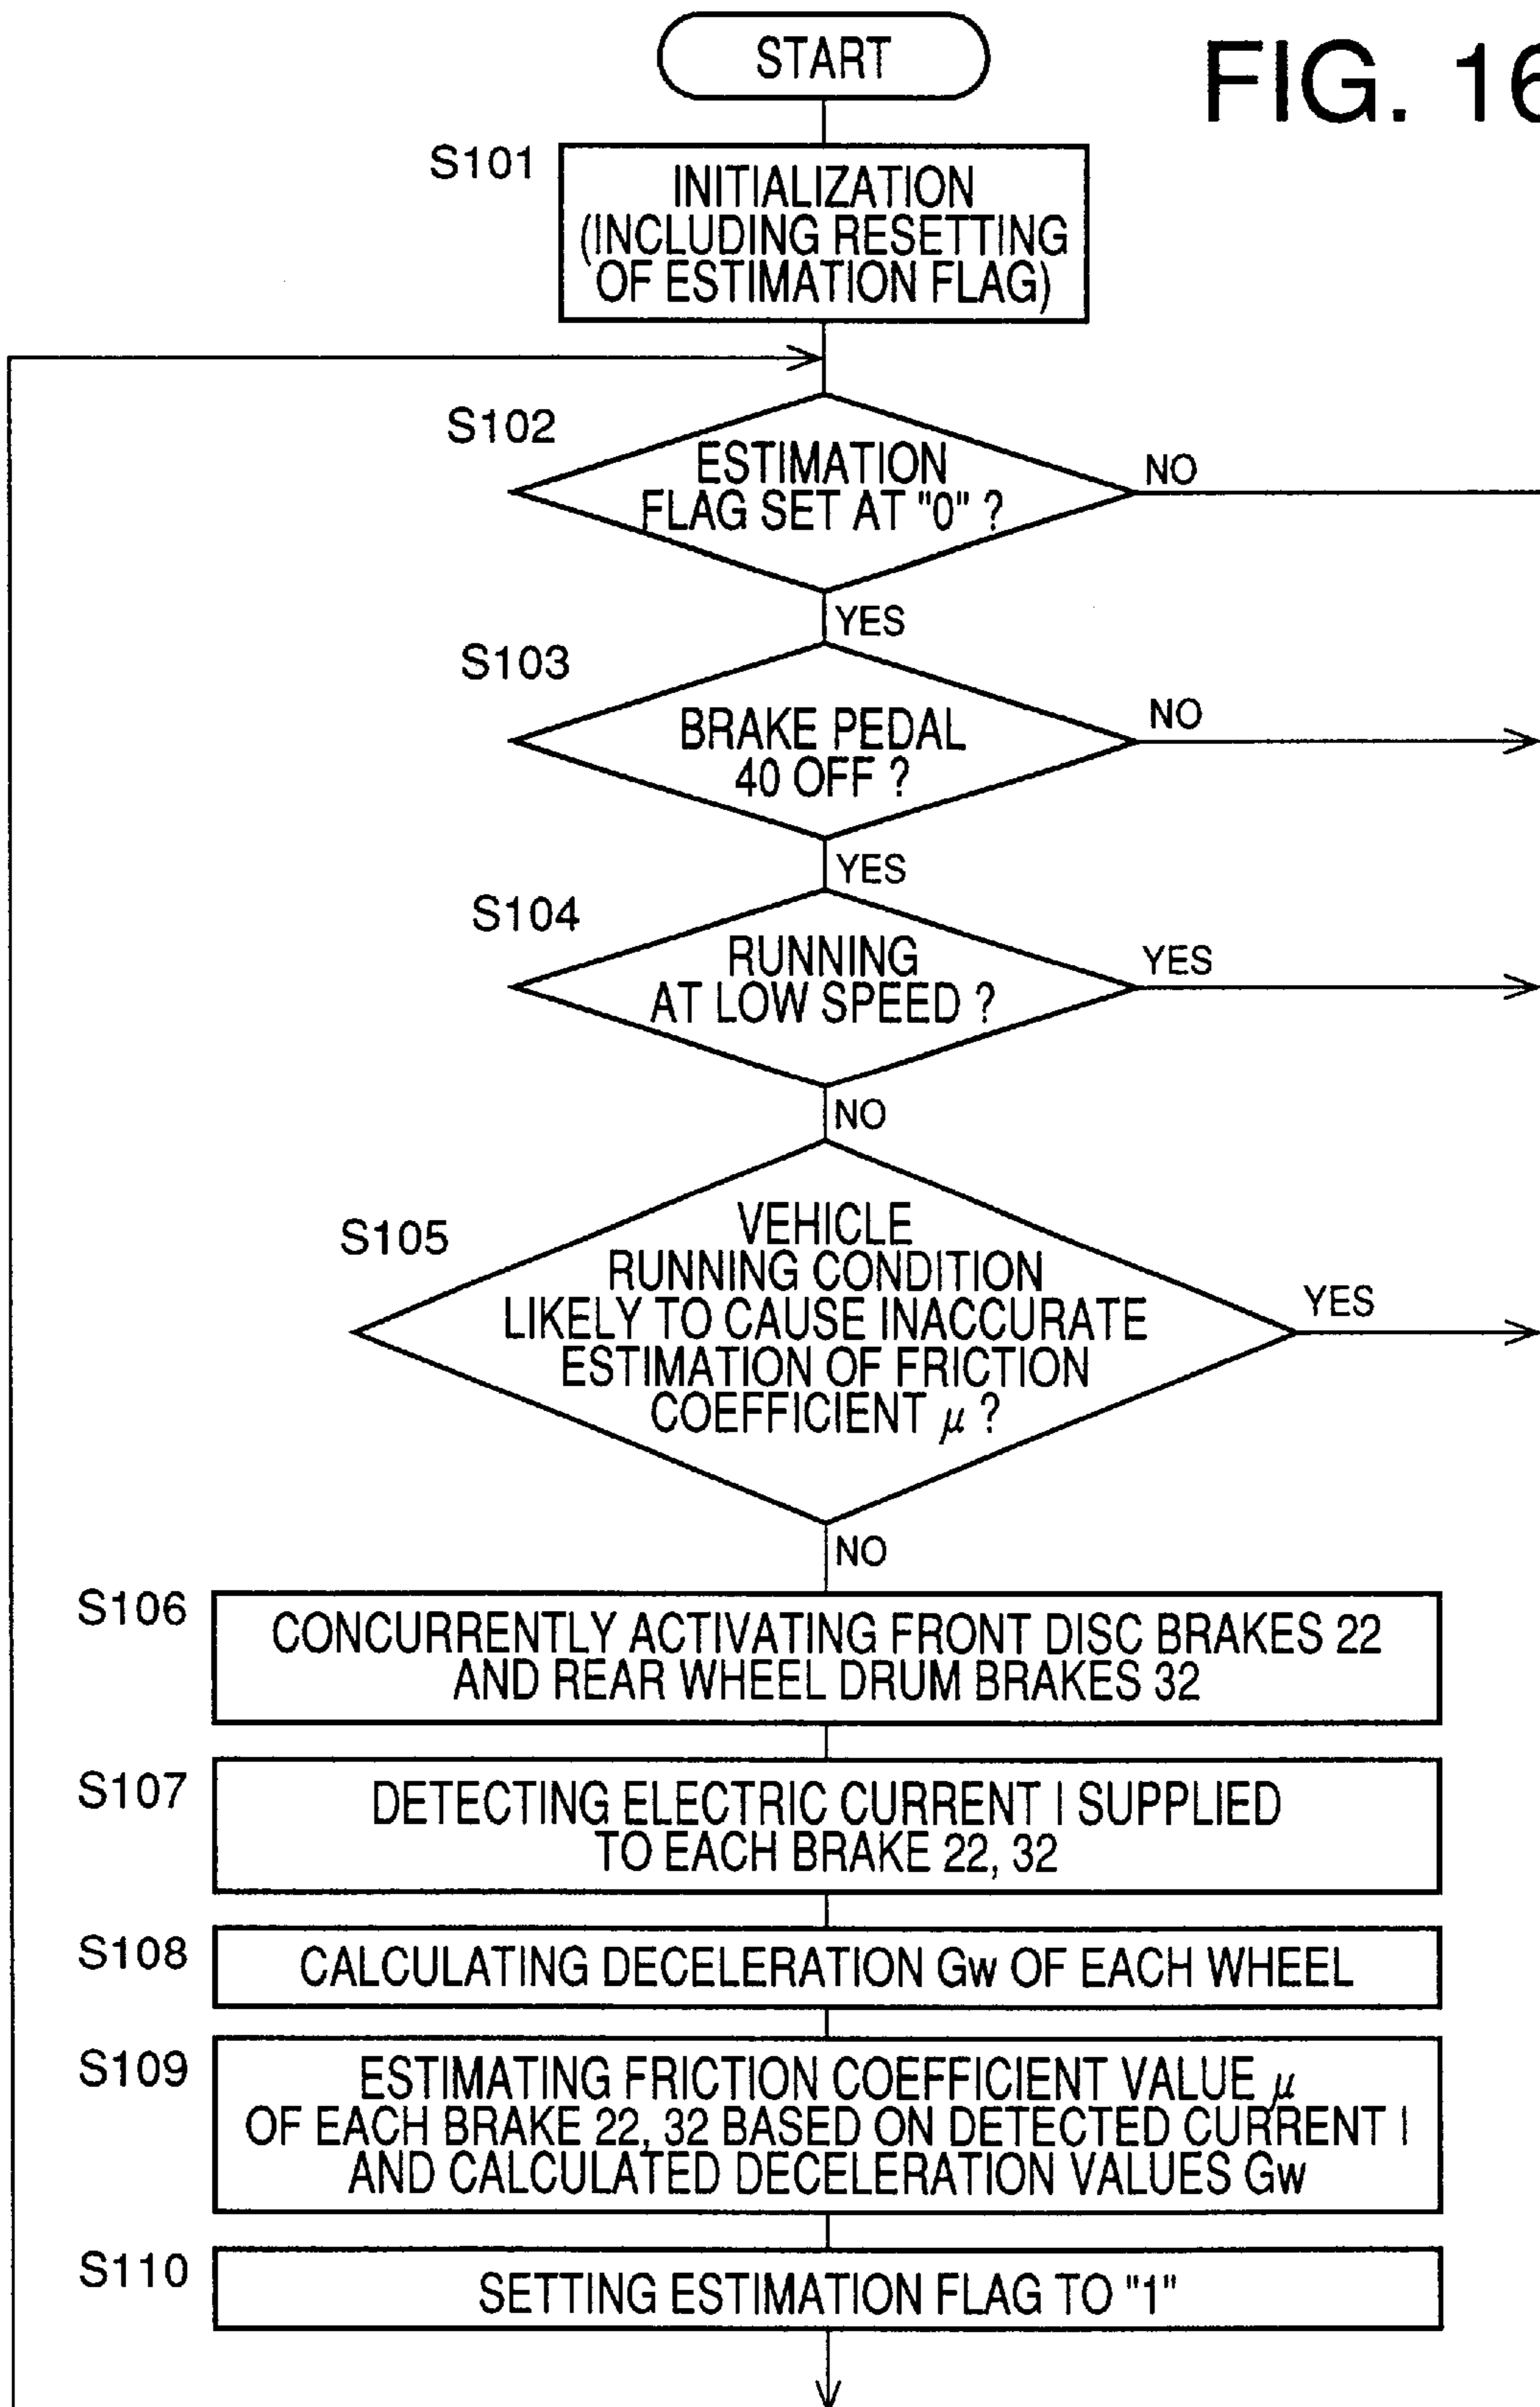 START
FIG. 16
S101
INITIALIZATION
(INCLUDING RESETTING
OF ESTIMATION FLAG)
S102
ESTIMATION
FLAG SET AT "0" ?
NO
YES
S103
BRAKE PEDAL
40 OFF ?
NO
YES
S104
RUNNING
AT LOW SPEED ?
YES
NO
S105
VEHICLE
RUNNING CONDITION
LIKELY TO CAUSE INACCURATE
ESTIMATION OF FRICTION
COEFFICIENT μ ?
YES
NO
S106
CONCURRENTLY ACTIVATING FRONT DISC BRAKES 22
AND REAR WHEEL DRUM BRAKES 32
S107
DETECTING ELECTRIC CURRENT I SUPPLIED
TO EACH BRAKE 22, 32
S108
CALCULATING DECELERATION Gw OF EACH WHEEL
S109
ESTIMATING FRICTION COEFFICIENT VALUE μ
OF EACH BRAKE 22, 32 BASED ON DETECTED CURRENT I
AND CALCULATED DECELERATION VALUES Gw
S110
SETTING ESTIMATION FLAG TO "1"